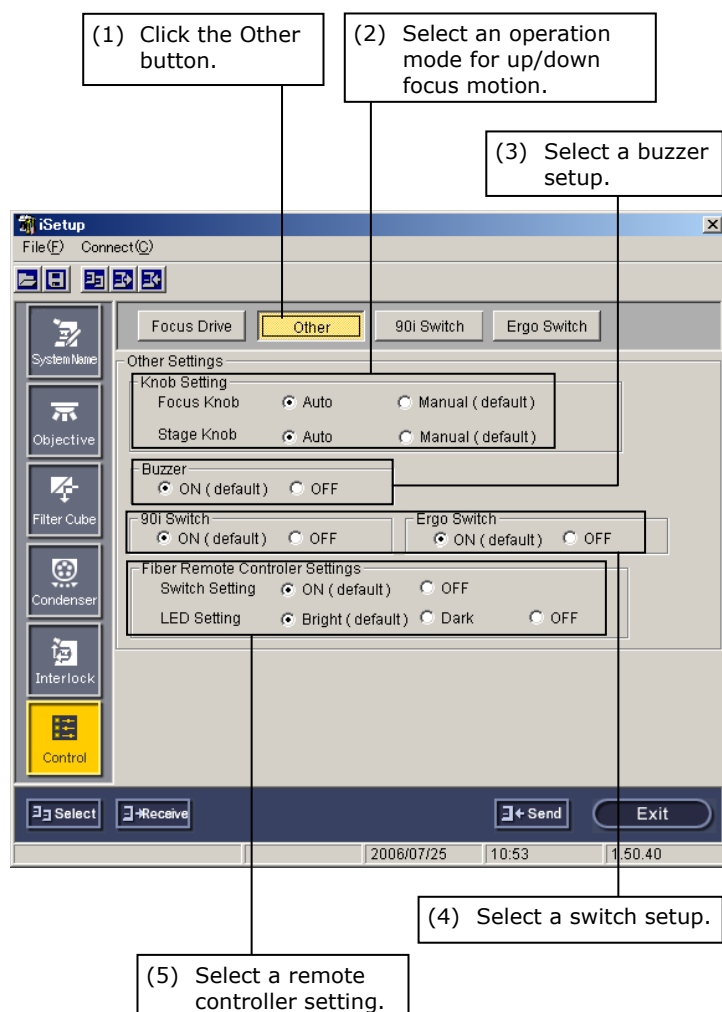 (1) Click the Other
button.
(2) Select an operation
mode for up/down
focus motion.
(3) Select a buzzer
setup.
iSetup
File(F) Connect(C)
System Name
Objective
Filter Cube
Condenser
Interlock
Control
Focus Drive Other 90i Switch Ergo Switch
Other Settings
Knob Setting
Focus Knob Auto Manual ( default )
Stage Knob Auto Manual ( default )
Buzzer
ON ( default ) OFF
90i Switch Ergo Switch
ON ( default ) OFF ON ( default ) OFF
Fiber Remote Controler Settings
Switch Setting ON ( default ) OFF
LED Setting Bright ( default ) Dark OFF
Select Receive Send Exit
2006/07/25 10:53 1.50.40
(4) Select a switch setup.
(5) Select a remote
controller setting.